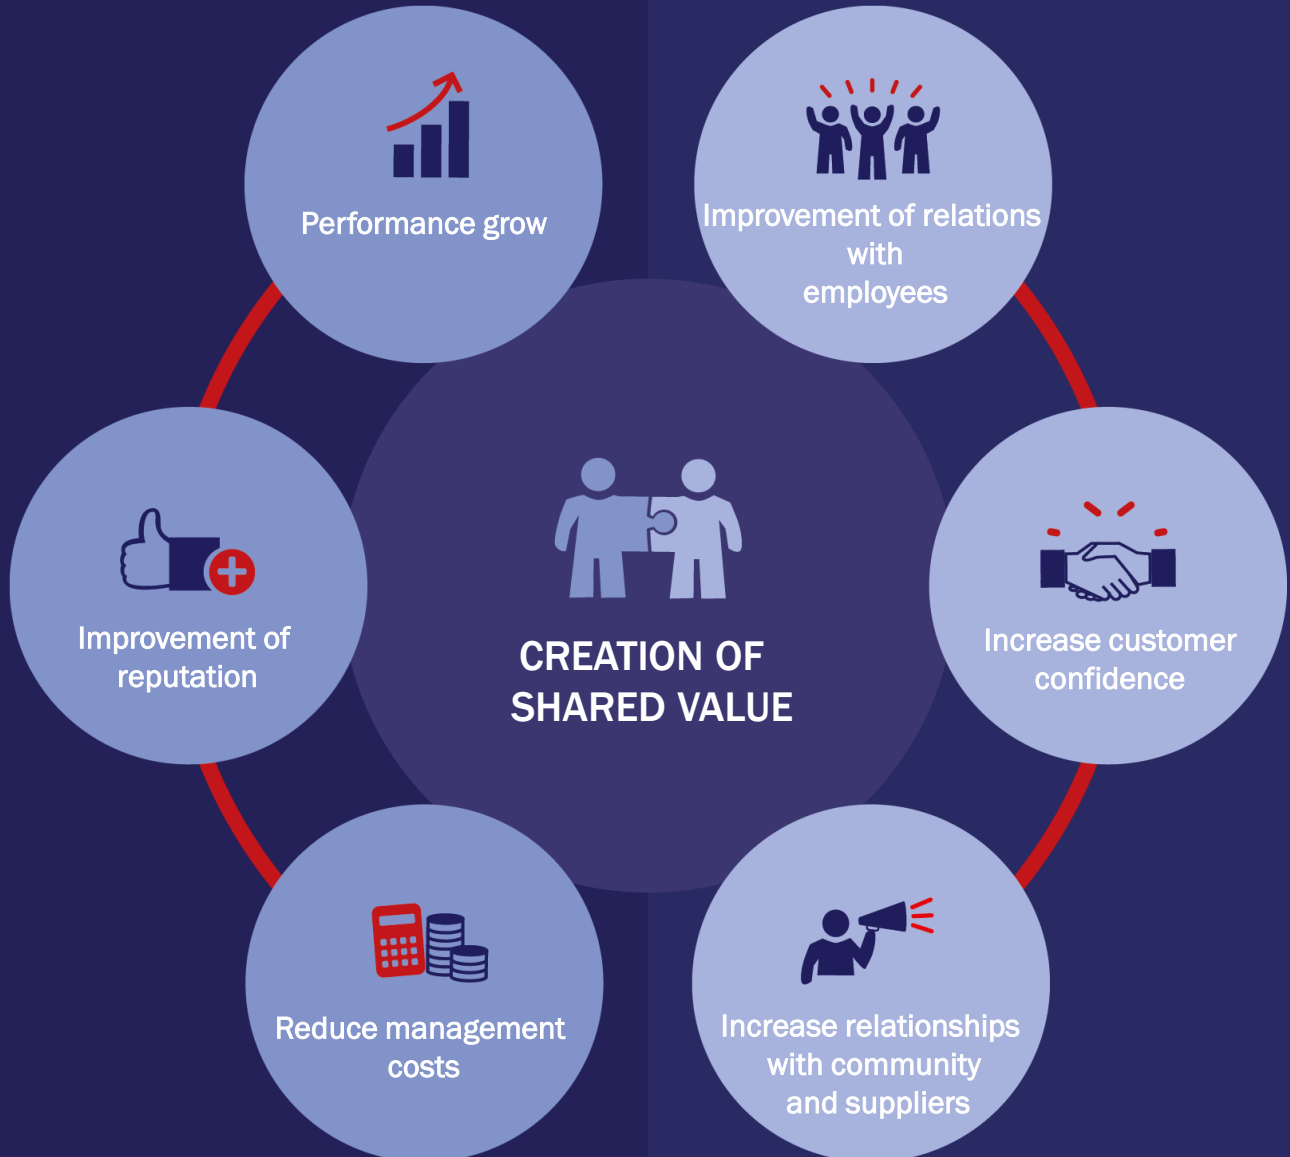 Performance grow
Improvement of relations
with
employees
Improvement of
reputation
CREATION OF
SHARED VALUE
Increase customer
confidence
Reduce management
costs
Increase relationships
with community
and suppliers